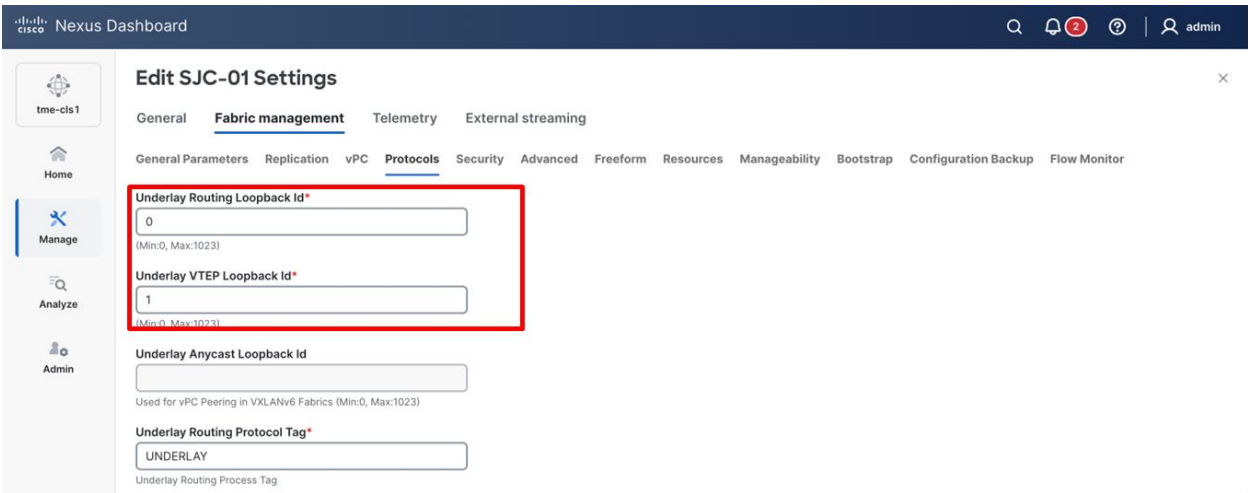 cisco Nexus Dashboard
2
admin
tme-cls1
Home
Manage
Analyze
Admin
Edit SJC-01 Settings
General Fabric management Telemetry External streaming
General Parameters Replication vPC Protocols Security Advanced Freeform Resources Manageability Bootstrap Configuration Backup Flow Monitor
Underlay Routing Loopback Id*
0
(Min:0, Max:1023)
Underlay VTEP Loopback Id*
1
(Min:0, Max:1023)
Underlay Anycast Loopback Id
Used for vPC Peering in VXLANv6 Fabrics (Min:0, Max:1023)
Underlay Routing Protocol Tag*
UNDERLAY
Underlay Routing Process Tag